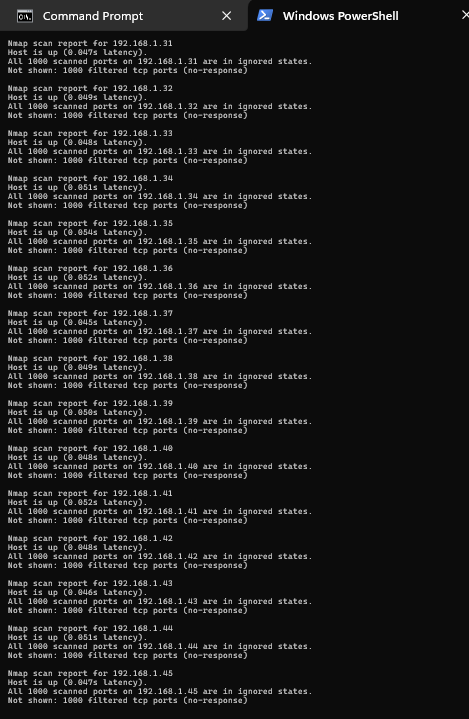 Command Prompt
Windows PowerShell
Nmap scan report for 192.168.1.31
Host is up (0.047s latency).
All 1000 scanned ports on 192.168.1.31 are in ignored states.
Not shown: 1000 filtered tcp ports (no-response)
Nmap scan report for 192.168.1.32
Host is up (0.049s latency).
All 1000 scanned ports on 192.168.1.32 are in ignored states.
Not shown: 1000 filtered tcp ports (no-response)
Nmap scan report for 192.168.1.33
Host is up (0.048s latency).
All 1000 scanned ports on 192.168.1.33 are in ignored states.
Not shown: 1000 filtered tcp ports (no-response)
Nmap scan report for 192.168.1.34
Host is up (0.051s latency).
All 1000 scanned ports on 192.168.1.34 are in ignored states.
Not shown: 1000 filtered tcp ports (no-response)
Nmap scan report for 192.168.1.35
Host is up (0.054s latency).
All 1000 scanned ports on 192.168.1.35 are in ignored states.
Not shown: 1000 filtered tcp ports (no-response)
Nmap scan report for 192.168.1.36
Host is up (0.052s latency).
All 1000 scanned ports on 192.168.1.36 are in ignored states.
Not shown: 1000 filtered tcp ports (no-response)
Nmap scan report for 192.168.1.37
Host is up (0.045s latency).
All 1000 scanned ports on 192.168.1.37 are in ignored states.
Not shown: 1000 filtered tcp ports (no-response)
Nmap scan report for 192.168.1.38
Host is up (0.049s latency).
All 1000 scanned ports on 192.168.1.38 are in ignored states.
Not shown: 1000 filtered tcp ports (no-response)
Nmap scan report for 192.168.1.39
Host is up (0.050s latency).
All 1000 scanned ports on 192.168.1.39 are in ignored states.
Not shown: 1000 filtered tcp ports (no-response)
Nmap scan report for 192.168.1.40
Host is up (0.048s latency).
All 1000 scanned ports on 192.168.1.40 are in ignored states.
Not shown: 1000 filtered tcp ports (no-response)
Nmap scan report for 192.168.1.41
Host is up (0.052s latency).
All 1000 scanned ports on 192.168.1.41 are in ignored states.
Not shown: 1000 filtered tcp ports (no-response)
Nmap scan report for 192.168.1.42
Host is up (0.048s latency).
All 1000 scanned ports on 192.168.1.42 are in ignored states.
Not shown: 1000 filtered tcp ports (no-response)
Nmap scan report for 192.168.1.43
Host is up (0.046s latency).
All 1000 scanned ports on 192.168.1.43 are in ignored states.
Not shown: 1000 filtered tcp ports (no-response)
Nmap scan report for 192.168.1.44
Host is up (0.051s latency).
All 1000 scanned ports on 192.168.1.44 are in ignored states.
Not shown: 1000 filtered tcp ports (no-response)
Nmap scan report for 192.168.1.45
Host is up (0.047s latency).
All 1000 scanned ports on 192.168.1.45 are in ignored states.
Not shown: 1000 filtered tcp ports (no-response)